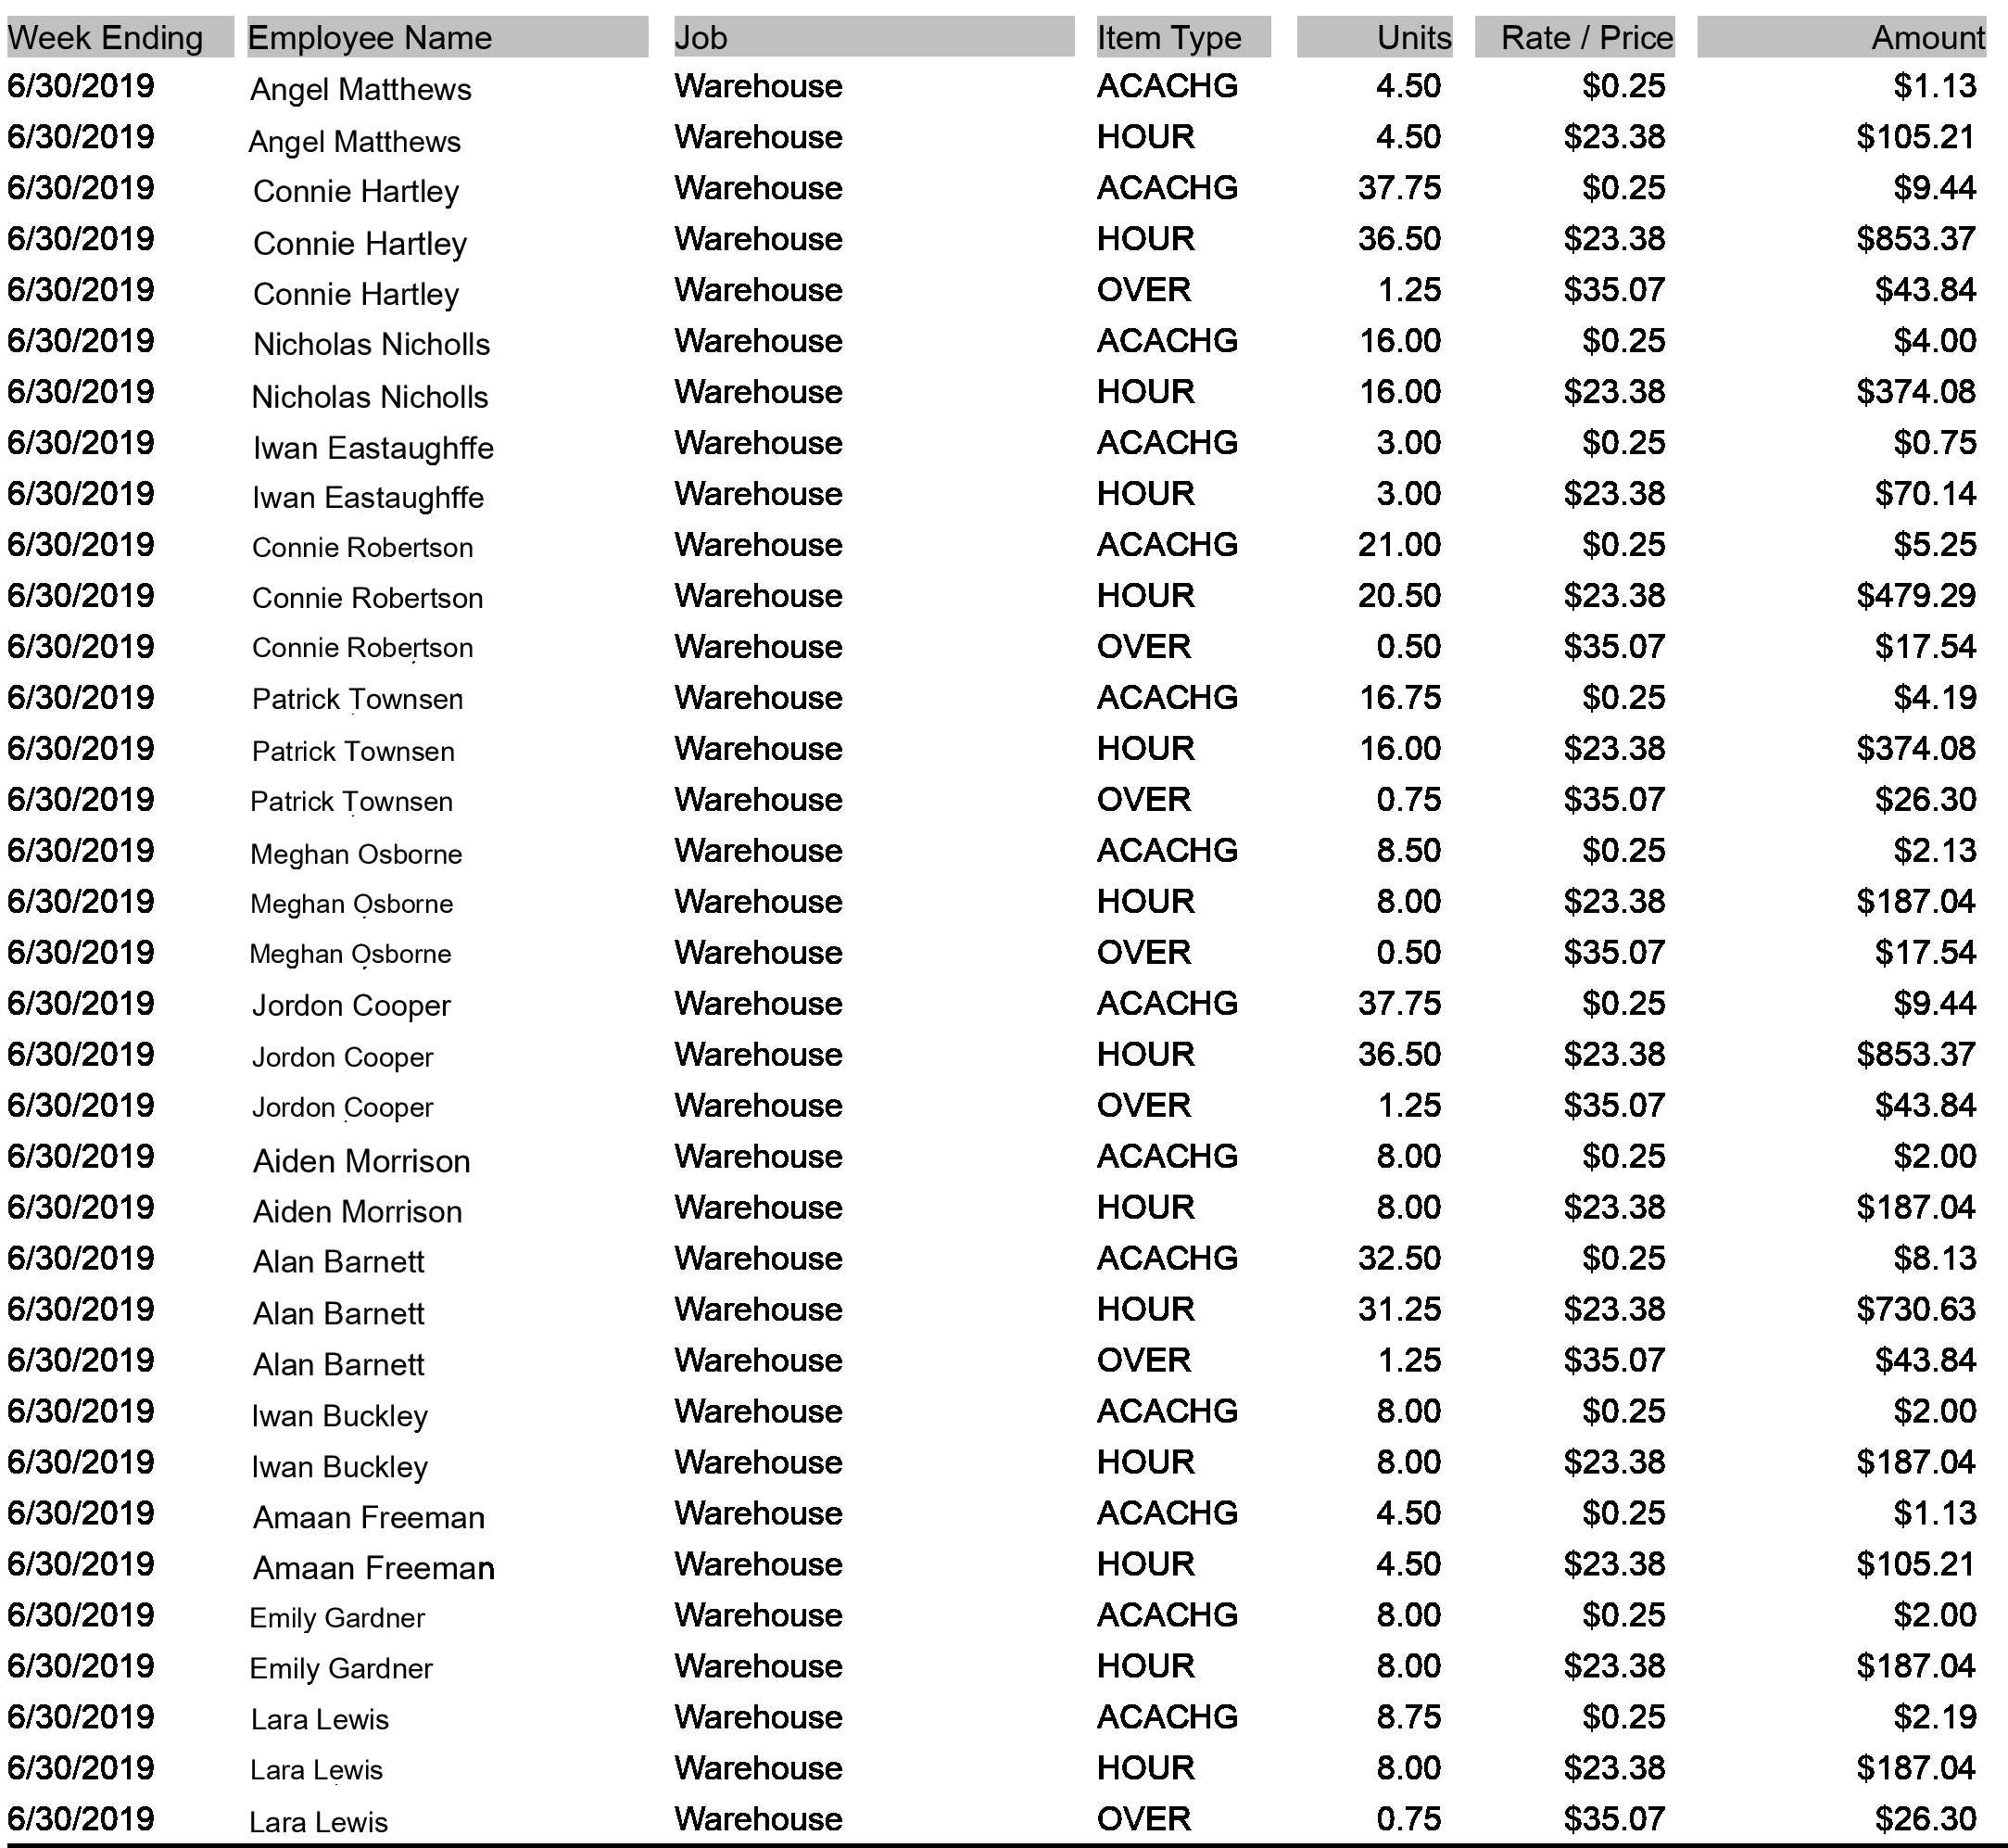 Week Ending Employee Name Job Item Type Units Rate / Price Amount
6/30/2019 Angel Matthews Warehouse ACACHG 4.50 $0.25 $1.13
6/30/2019 Angel Matthews Warehouse HOUR 4.50 $23.38 $105.21
6/30/2019 Connie Hartley Warehouse ACACHG 37.75 $0.25 $9.44
6/30/2019 Connie Hartley Warehouse HOUR 36.50 $23.38 $853.37
6/30/2019 Connie Hartley Warehouse OVER 1.25 $35.07 $43.84
6/30/2019 Nicholas Nicholls Warehouse ACACHG 16.00 $0.25 $4.00
6/30/2019 Nicholas Nicholls Warehouse HOUR 16.00 $23.38 $374.08
6/30/2019 Iwan Eastaughffe Warehouse ACACHG 3.00 $0.25 $0.75
6/30/2019 Iwan Eastaughffe Warehouse HOUR 3.00 $23.38 $70.14
6/30/2019 Connie Robertson Warehouse ACACHG 21.00 $0.25 $5.25
6/30/2019 Connie Robertson Warehouse HOUR 20.50 $23.38 $479.29
6/30/2019 Connie Robertson Warehouse OVER 0.50 $35.07 $17.54
6/30/2019 Patrick Townsen Warehouse ACACHG 16.75 $0.25 $4.19
6/30/2019 Patrick Townsen Warehouse HOUR 16.00 $23.38 $374.08
6/30/2019 Patrick Townsen Warehouse OVER 0.75 $35.07 $26.30
6/30/2019 Meghan Osborne Warehouse ACACHG 8.50 $0.25 $2.13
6/30/2019 Meghan Osborne Warehouse HOUR 8.00 $23.38 $187.04
6/30/2019 Meghan Osborne Warehouse OVER 0.50 $35.07 $17.54
6/30/2019 Jordon Cooper Warehouse ACACHG 37.75 $0.25 $9.44
6/30/2019 Jordon Cooper Warehouse HOUR 36.50 $23.38 $853.37
6/30/2019 Jordon Cooper Warehouse OVER 1.25 $35.07 $43.84
6/30/2019 Aiden Morrison Warehouse ACACHG 8.00 $0.25 $2.00
6/30/2019 Aiden Morrison Warehouse HOUR 8.00 $23.38 $187.04
6/30/2019 Alan Barnett Warehouse ACACHG 32.50 $0.25 $8.13
6/30/2019 Alan Barnett Warehouse HOUR 31.25 $23.38 $730.63
6/30/2019 Alan Barnett Warehouse OVER 1.25 $35.07 $43.84
6/30/2019 Iwan Buckley Warehouse ACACHG 8.00 $0.25 $2.00
6/30/2019 Iwan Buckley Warehouse HOUR 8.00 $23.38 $187.04
6/30/2019 Amaan Freeman Warehouse ACACHG 4.50 $0.25 $1.13
6/30/2019 Amaan Freeman Warehouse HOUR 4.50 $23.38 $105.21
6/30/2019 Emily Gardner Warehouse ACACHG 8.00 $0.25 $2.00
6/30/2019 Emily Gardner Warehouse HOUR 8.00 $23.38 $187.04
6/30/2019 Lara Lewis Warehouse ACACHG 8.75 $0.25 $2.19
6/30/2019 Lara Lewis Warehouse HOUR 8.00 $23.38 $187.04
6/30/2019 Lara Lewis Warehouse OVER 0.75 $35.07 $26.30